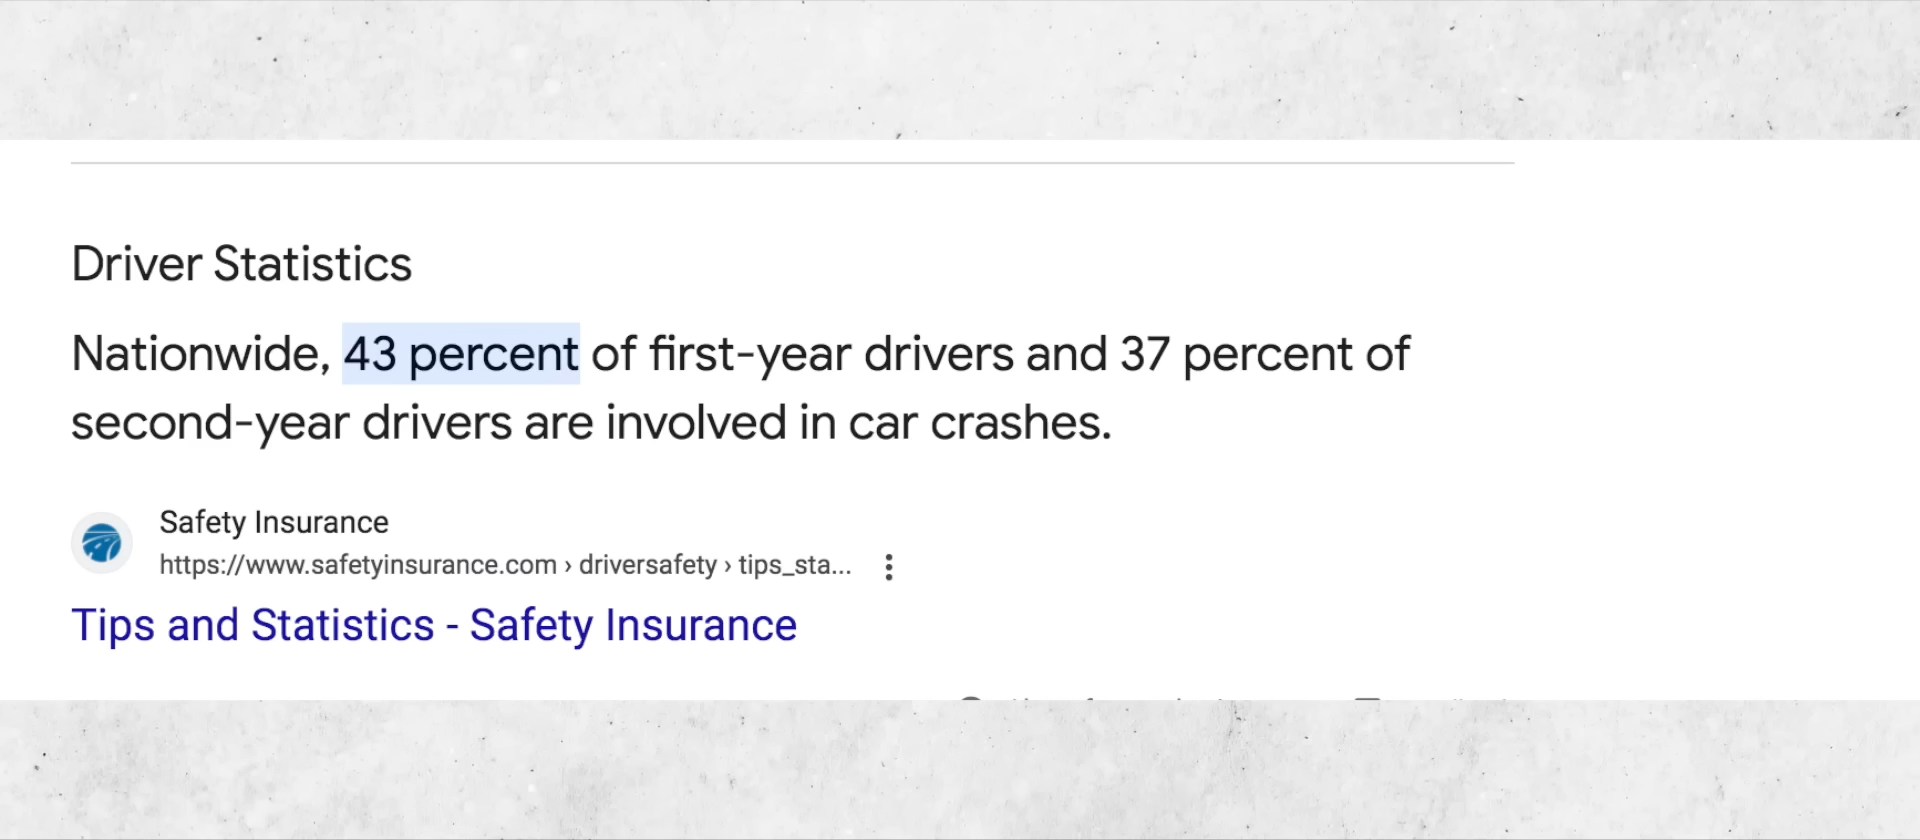 Driver Statistics
Nationwide, 43 percent of first-year drivers and 37 percent of
second-year drivers are involved in car crashes.
Safety Insurance
https://www.safetyinsurance.com › driversafety › tips_sta...
Tips and Statistics - Safety Insurance